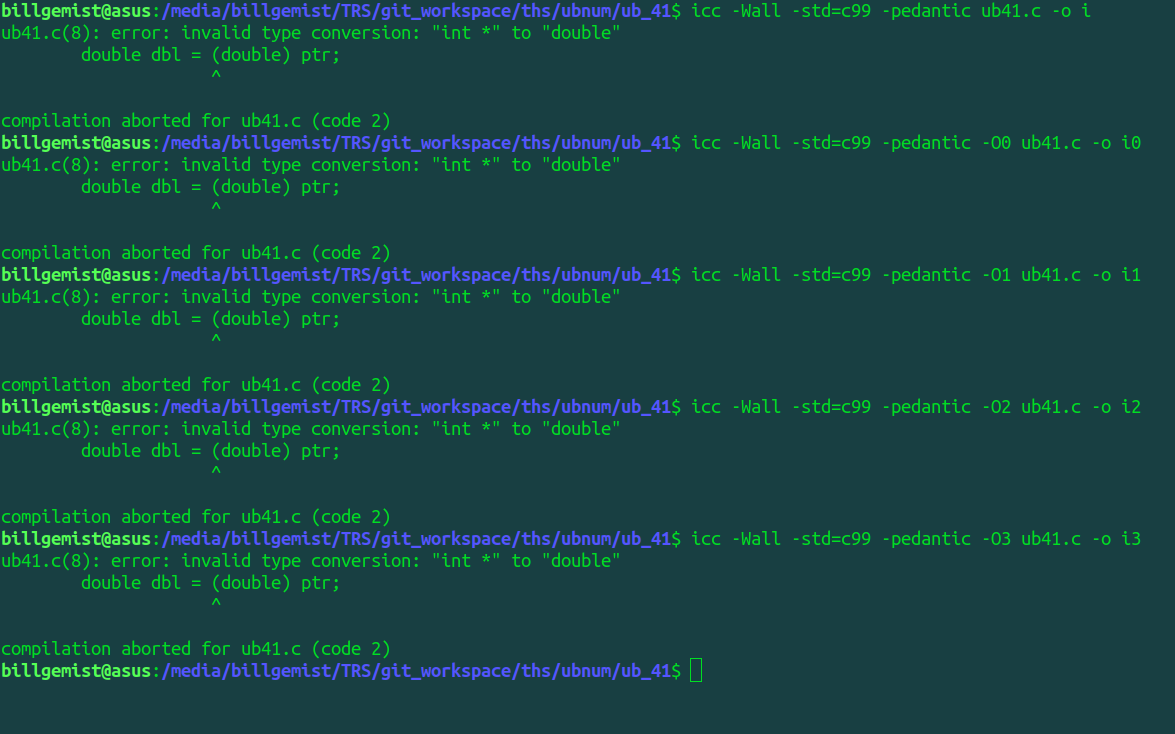 billgemist@asus:/media/billgemist/TRS/git_workspace/ths/ubnum/ub_41$ icc -Wall -std=c99 -pedantic ub41.c -o i
ub41.c(8): error: invalid type conversion: "int *" to "double"
        double dbl = (double) ptr;
                     ^

compilation aborted for ub41.c (code 2)
billgemist@asus:/media/billgemist/TRS/git_workspace/ths/ubnum/ub_41$ icc -Wall -std=c99 -pedantic -O0 ub41.c -o i0
ub41.c(8): error: invalid type conversion: "int *" to "double"
        double dbl = (double) ptr;
                     ^

compilation aborted for ub41.c (code 2)
billgemist@asus:/media/billgemist/TRS/git_workspace/ths/ubnum/ub_41$ icc -Wall -std=c99 -pedantic -O1 ub41.c -o i1
ub41.c(8): error: invalid type conversion: "int *" to "double"
        double dbl = (double) ptr;
                     ^

compilation aborted for ub41.c (code 2)
billgemist@asus:/media/billgemist/TRS/git_workspace/ths/ubnum/ub_41$ icc -Wall -std=c99 -pedantic -O2 ub41.c -o i2
ub41.c(8): error: invalid type conversion: "int *" to "double"
        double dbl = (double) ptr;
                     ^

compilation aborted for ub41.c (code 2)
billgemist@asus:/media/billgemist/TRS/git_workspace/ths/ubnum/ub_41$ icc -Wall -std=c99 -pedantic -O3 ub41.c -o i3
ub41.c(8): error: invalid type conversion: "int *" to "double"
        double dbl = (double) ptr;
                     ^

compilation aborted for ub41.c (code 2)
billgemist@asus:/media/billgemist/TRS/git_workspace/ths/ubnum/ub_41$